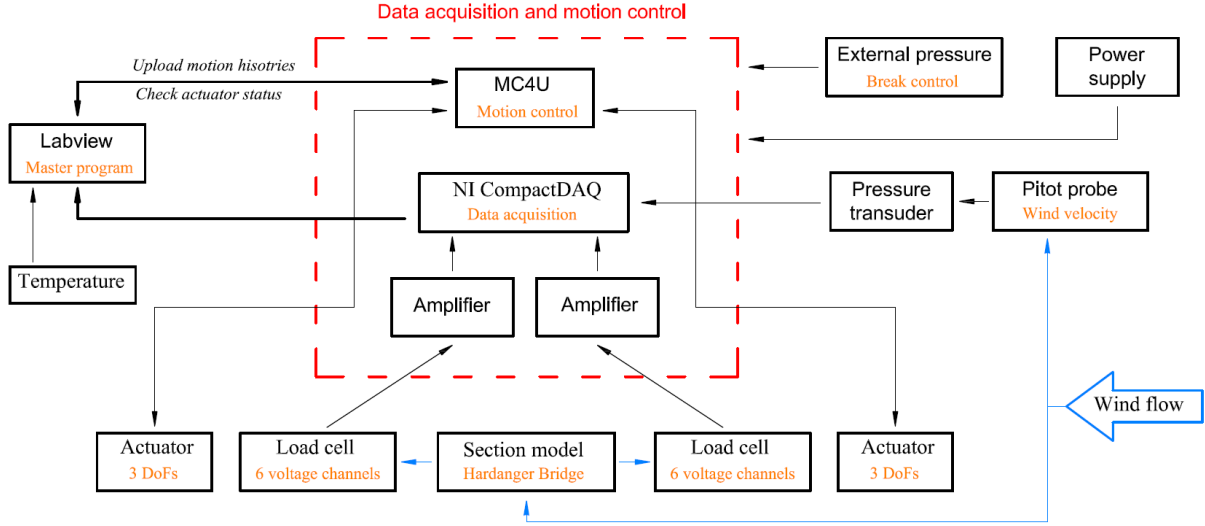 Data acquisition and motion control
Upload motion hisotries
Check actuator status
MC4U
Motion control
External pressure
Break control
Power
supply
Labview
Master program
NI CompactDAQ
Data acquisition
Pressure
transuder
Pitot probe
Wind velocity
Temperature
Amplifier
Amplifier
Wind flow
Actuator
3 DoFs
Load cell
6 voltage channels
Section model
Hardanger Bridge
Load cell
6 voltage channels
Actuator
3 DoFs